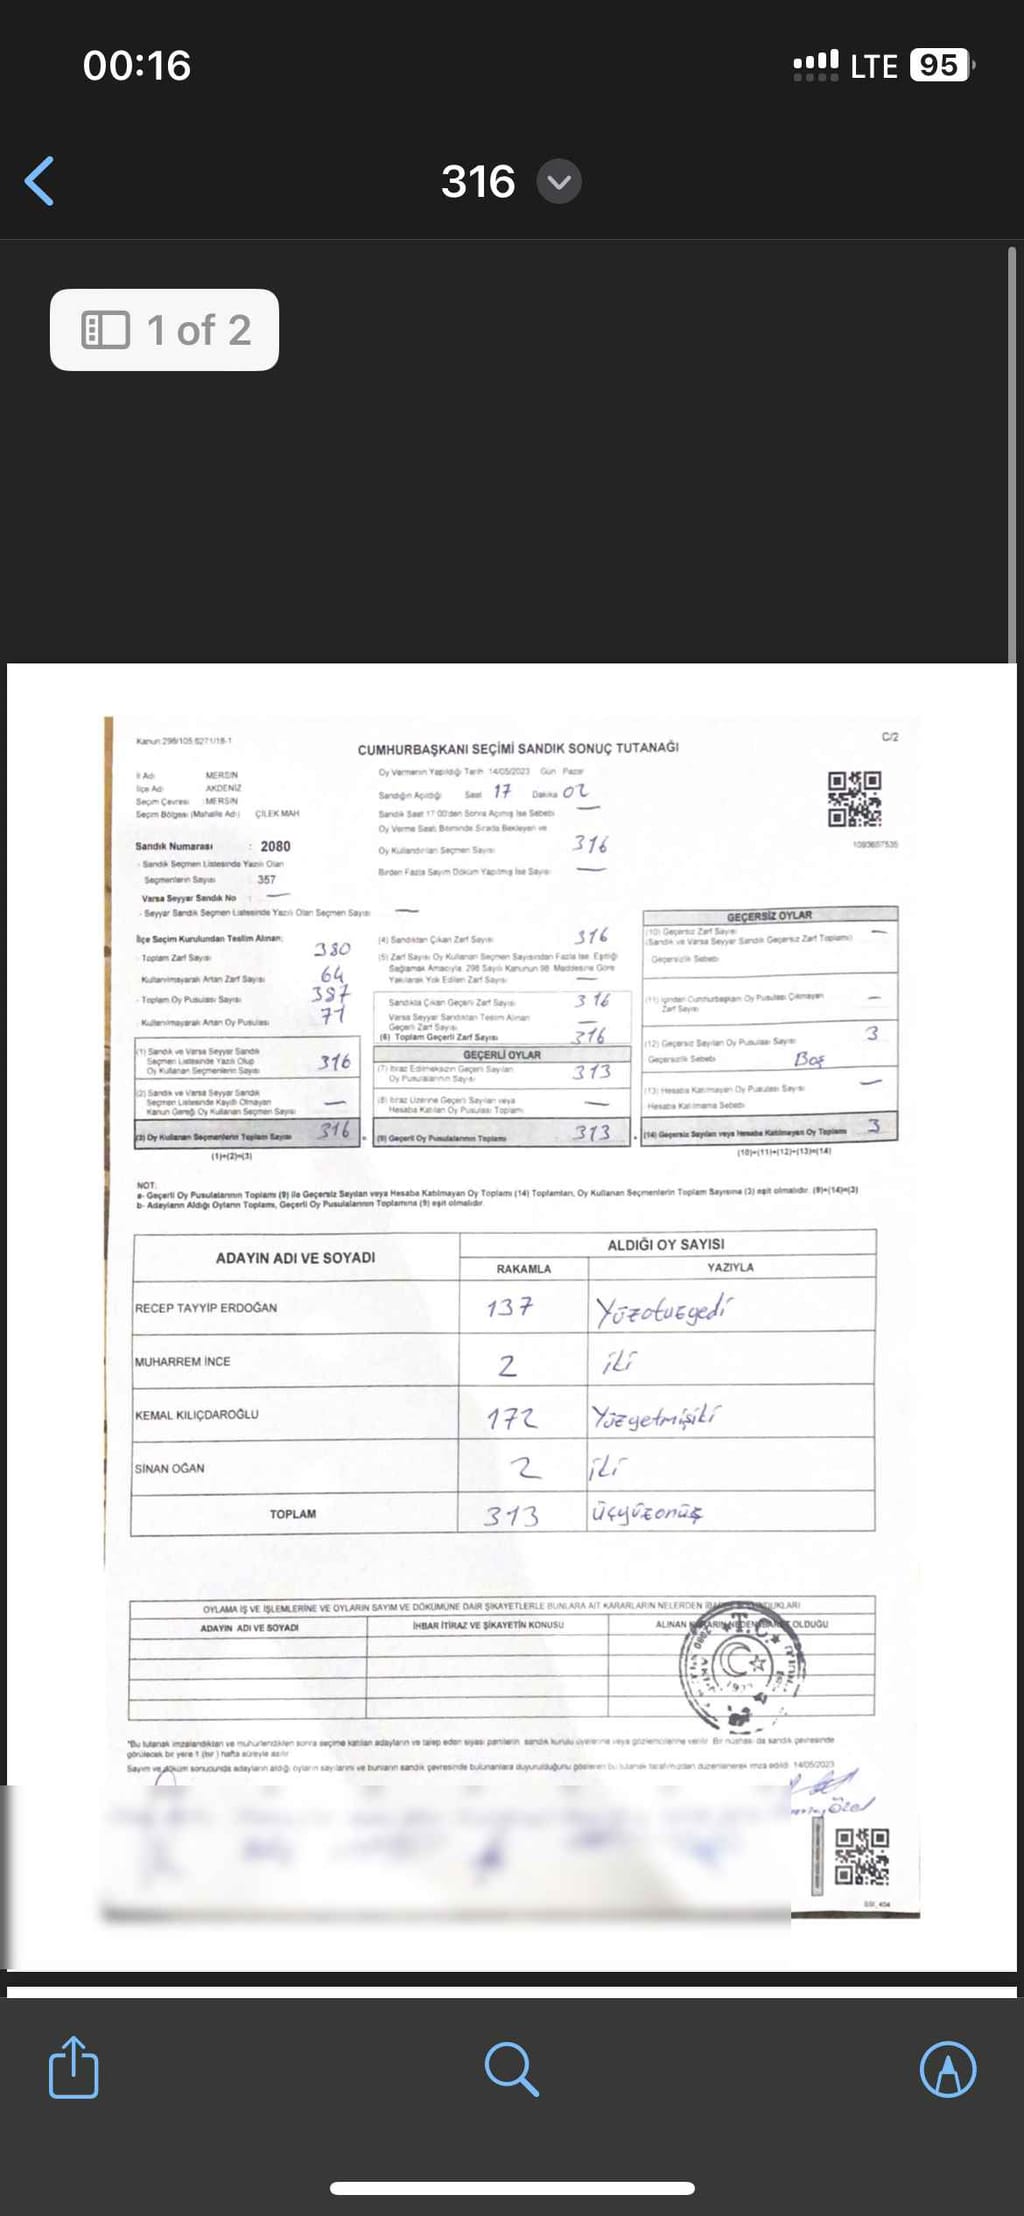 00:16
LTE 95
316
1 of 2
Kanun:298/105 6271/18-1
C/2
CUMHURBAŞKANI SEÇİMİ SANDIK SONUÇ TUTANAĞI
İl Adı MERSİN
İlçe Adı AKDENİZ
Seçim Çevresi MERSİN
Seçim Bölgesi (Mahalle Adı) ÇİLEK MAH
Sandık Numarası : 2080
- Sandık Seçmen Listesinde Yazılı Olan
Seçmenlerin Sayısı 357
Varsa Seyyar Sandık No : —
- Seyyar Sandık Seçmen Listesinde Yazılı Olan Seçmen Sayısı —
Oy Vermenin Yapıldığı Tarih 14/05/2023 Gün Pazar
Sandığın Açıldığı Saat 17 Dakika 02
Sandık Saat 17:00'den Sonra Açılmış İse Sebebi —
Oy Verme Saati Bitiminde Sırada Bekleyen ve
Oy Kullandırılan Seçmen Sayısı 316
Birden Fazla Sayım Döküm Yapılmış İse Sayısı —
İlçe Seçim Kurulundan Teslim Alınan;
Toplam Zarf Sayısı 380
Kullanılmayarak Artan Zarf Sayısı 64
- Toplam Oy Pusulası Sayısı 387
Kullanılmayarak Artan Oy Pusulası 71
(1) Sandık ve Varsa Seyyar Sandık
Seçmen Listesinde Yazılı Olup
Oy Kullanan Seçmenlerin Sayısı 316
(2) Sandık ve Varsa Seyyar Sandık
Seçmen Listesinde Kayıtlı Olmayan
Kanun Gereği Oy Kullanan Seçmen Sayısı —
(3) Oy Kullanan Seçmenlerin Toplam Sayısı 316
(1)+(2)=(3)
(4) Sandıktan Çıkan Zarf Sayısı 316
(5) Zarf Sayısı Oy Kullanan Seçmen Sayısından Fazla İse Eşitliği
Sağlamak Amacıyla 298 Sayılı Kanunun 98. Maddesine Göre
Yakılarak Yok Edilen Zarf Sayısı —
Sandıkta Çıkan Geçerli Zarf Sayısı 316
Varsa Seyyar Sandıktan Teslim Alınan
Geçerli Zarf Sayısı —
(6) Toplam Geçerli Zarf Sayısı 316
GEÇERLİ OYLAR
(7) İtiraz Edilmeksizin Geçerli Sayılan
Oy Pusulalarının Sayısı 313
(8) İtiraz Üzerine Geçerli Sayılan veya
Hesaba Katılan Oy Pusulası Toplamı —
(9) Geçerli Oy Pusulalarının Toplamı 313
GEÇERSİZ OYLAR
(10) Geçersiz Zarf Sayısı —
(Sandık ve Varsa Seyyar Sandık Geçersiz Zarf Toplamı)
Geçersizlik Sebebi
(11) İçinden Cumhurbaşkanı Oy Pusulası Çıkmayan
Zarf Sayısı —
(12) Geçersiz Sayılan Oy Pusulası Sayısı 3
Geçersizlik Sebebi Boş
(13) Hesaba Katılmayan Oy Pusulası Sayısı —
Hesaba Katılmama Sebebi
(14) Geçersiz Sayılan veya Hesaba Katılmayan Oy Toplamı 3
(10)+(11)+(12)+(13)=(14)
NOT:
a- Geçerli Oy Pusulalarının Toplamı (9) ile Geçersiz Sayılan veya Hesaba Katılmayan Oy Toplamı (14) Toplamları, Oy Kullanan Seçmenlerin Toplam Sayısına (3) eşit olmalıdır. (9)+(14)=(3)
b- Adayların Aldığı Oyların Toplamı, Geçerli Oy Pusulalarının Toplamına (9) eşit olmalıdır.
ADAYIN ADI VE SOYADI
ALDIĞI OY SAYISI
RAKAMLA YAZIYLA
RECEP TAYYİP ERDOĞAN 137 Yüzotuzyedi
MUHARREM İNCE 2 iki
KEMAL KILIÇDAROĞLU 172 Yüzyetmişiki
SİNAN OĞAN 2 iki
TOPLAM 313 üçyüzonüç
OYLAMA İŞ VE İŞLEMLERİNE VE OYLARIN SAYIM VE DÖKÜMÜNE DAİR ŞİKAYETLERLE BUNLARA AİT KARARLARIN NELERDEN
ADAYIN ADI VE SOYADI İHBAR İTİRAZ VE ŞİKAYETİN KONUSU ALINAN OLDUĞU
T.C.
"Bu tutanak imzalandıktan ve mühürlendikten sonra seçime katılan adayların ve talep eden siyasi partilerin sandık kurulu üyelerine veya gözlemcilerine verilir. Bir nüshası da sandık çevresinde
görülecek bir yere 1 (bir) hafta süreyle asılır
Sayım ve döküm sonucunda adayların aldığı oyların sayılarını ve bunların sandık çevresinde bulunanlara duyurulduğunu gösteren bu tutanak tarafımızdan düzenlenerek imza edildi. 14/05/2023
Özel